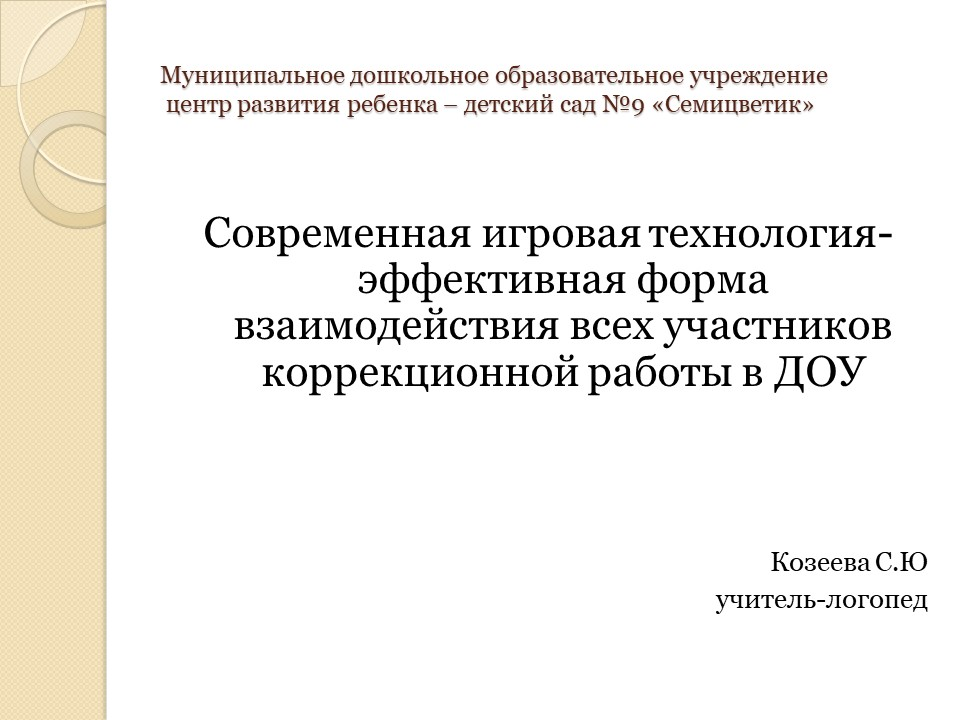 Муниципальное дошкольное образовательное учреждение
центр развития ребенка – детский сад №9 «Семицветик»
Современная игровая технология-
эффективная форма
взаимодействия всех участников
коррекционной работы в ДОУ
Козеева С.Ю
учитель-логопед